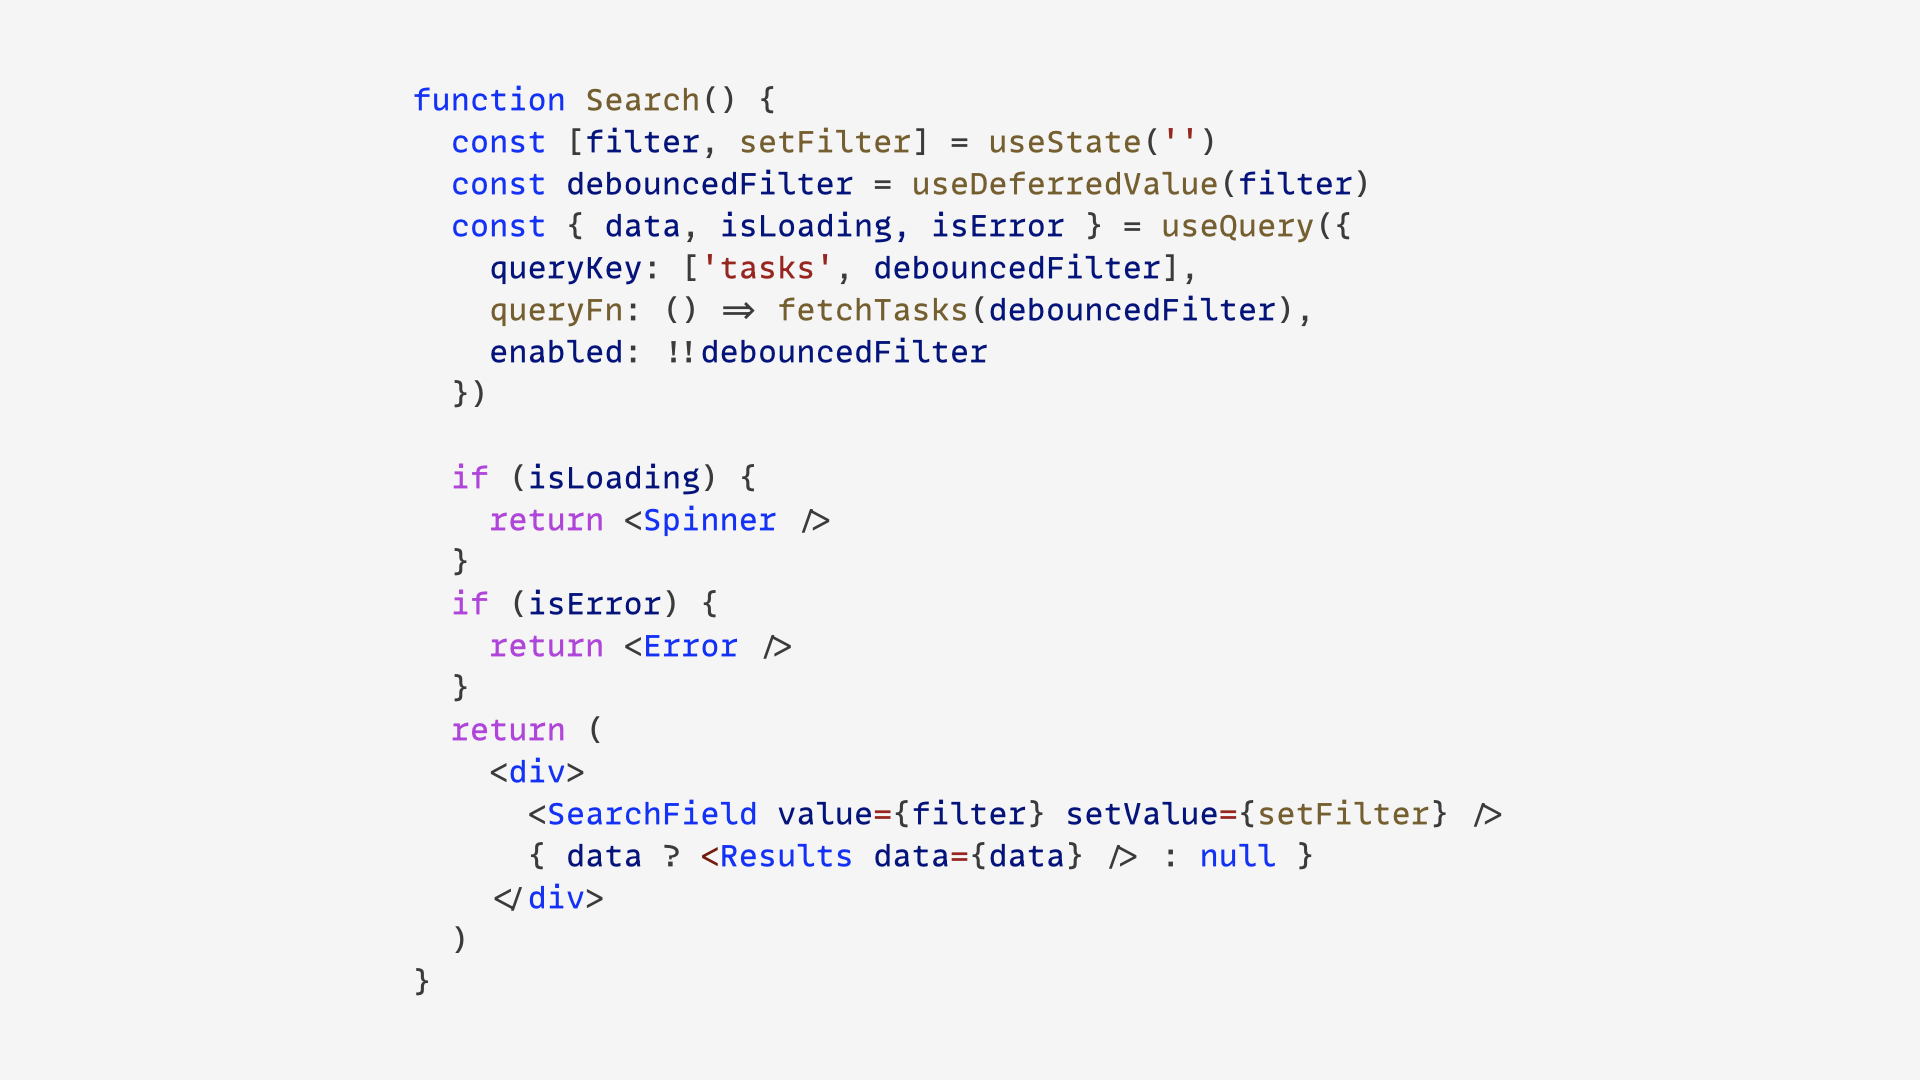 function Search() {
  const [filter, setFilter] = useState('')
  const debouncedFilter = useDeferredValue(filter)
  const { data, isLoading, isError } = useQuery({
    queryKey: ['tasks', debouncedFilter],
    queryFn: () => fetchTasks(debouncedFilter),
    enabled: !!debouncedFilter
  })

  if (isLoading) {
    return <Spinner />
  }
  if (isError) {
    return <Error />
  }
  return (
    <div>
      <SearchField value={filter} setValue={setFilter} />
      { data ? <Results data={data} /> : null }
    </div>
  )
}